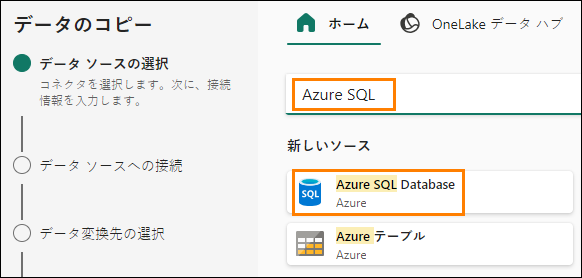 データのコピー
データ ソースの選択
コネクタを選択します。次に、接続
情報を入力します。
データ ソースへの接続
データ変換先の選択
ホーム
OneLake データ ハブ
Azure SQL
新しいソース
SQL
Azure SQL Database
Azure
Azure テーブル
Azure